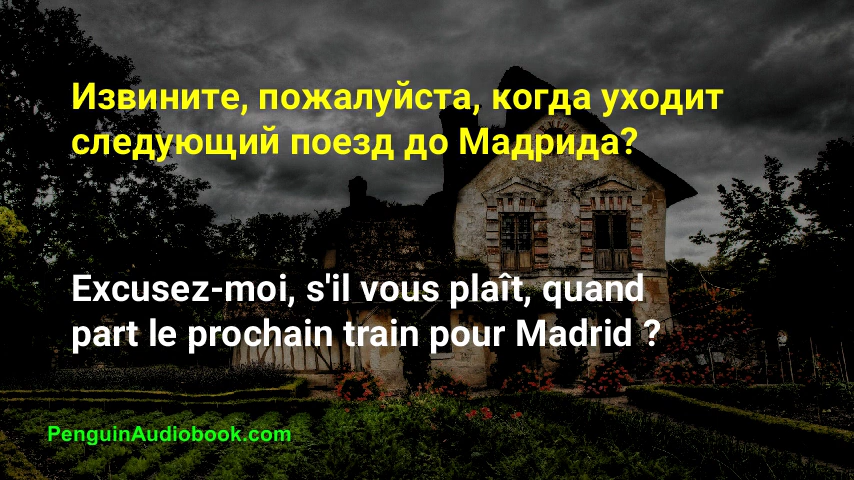 Извините, пожалуйста, когда уходит
следующий поезд до Мадрида?
Excusez-moi, s'il vous plaît, quand
part le prochain train pour Madrid ?
PenguinAudiobook.com